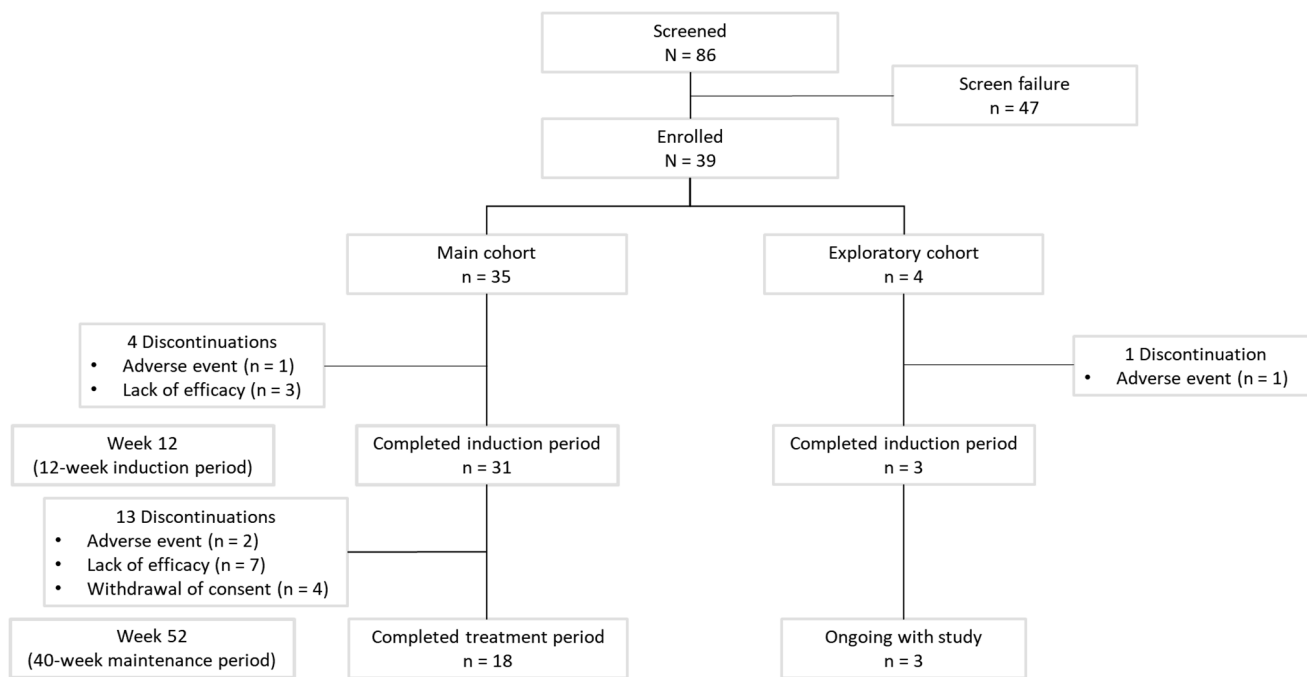 Screened
N = 86
Screen failure
n = 47
Enrolled
N = 39
Main cohort
n = 35
Exploratory cohort
n = 4
4 Discontinuations
• Adverse event (n = 1)
• Lack of efficacy (n = 3)
1 Discontinuation
• Adverse event (n = 1)
Week 12
(12-week induction period)
Completed induction period
n = 31
Completed induction period
n = 3
13 Discontinuations
• Adverse event (n = 2)
• Lack of efficacy (n = 7)
• Withdrawal of consent (n = 4)
Week 52
(40-week maintenance period)
Completed treatment period
n = 18
Ongoing with study
n = 3